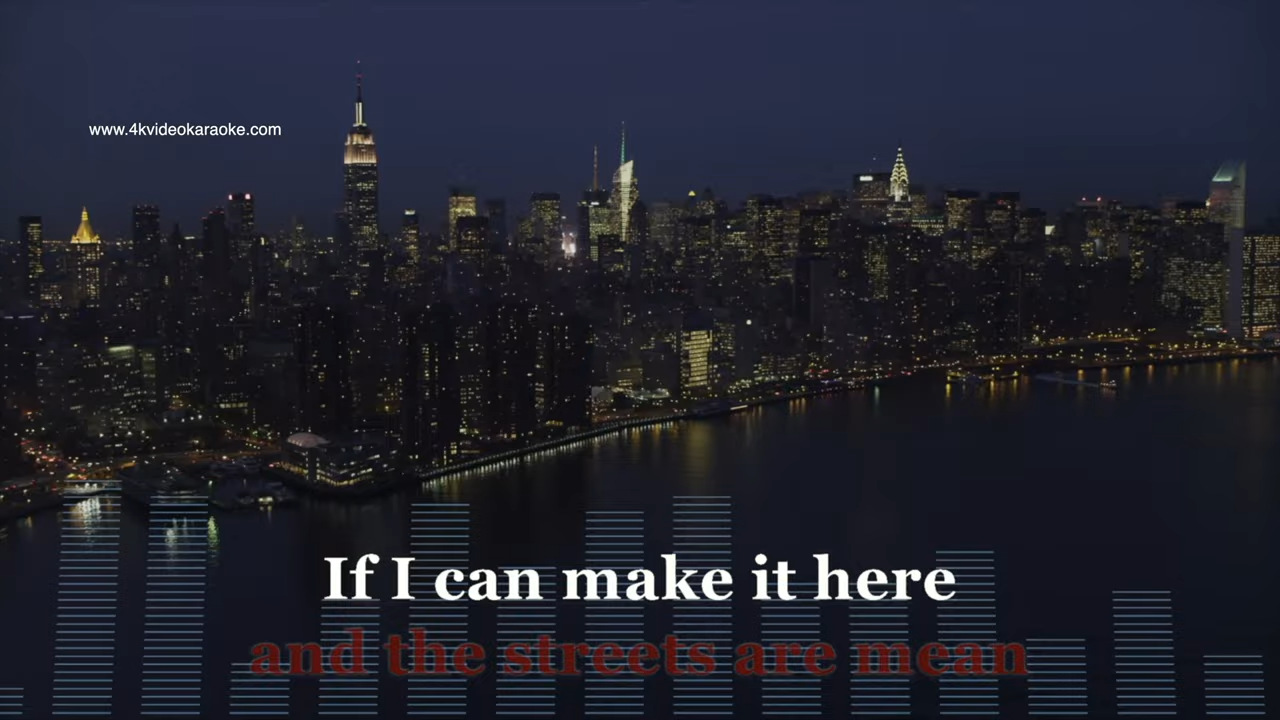 www.4kvideokaraoke.com
If I can make it here
and the streets are mean